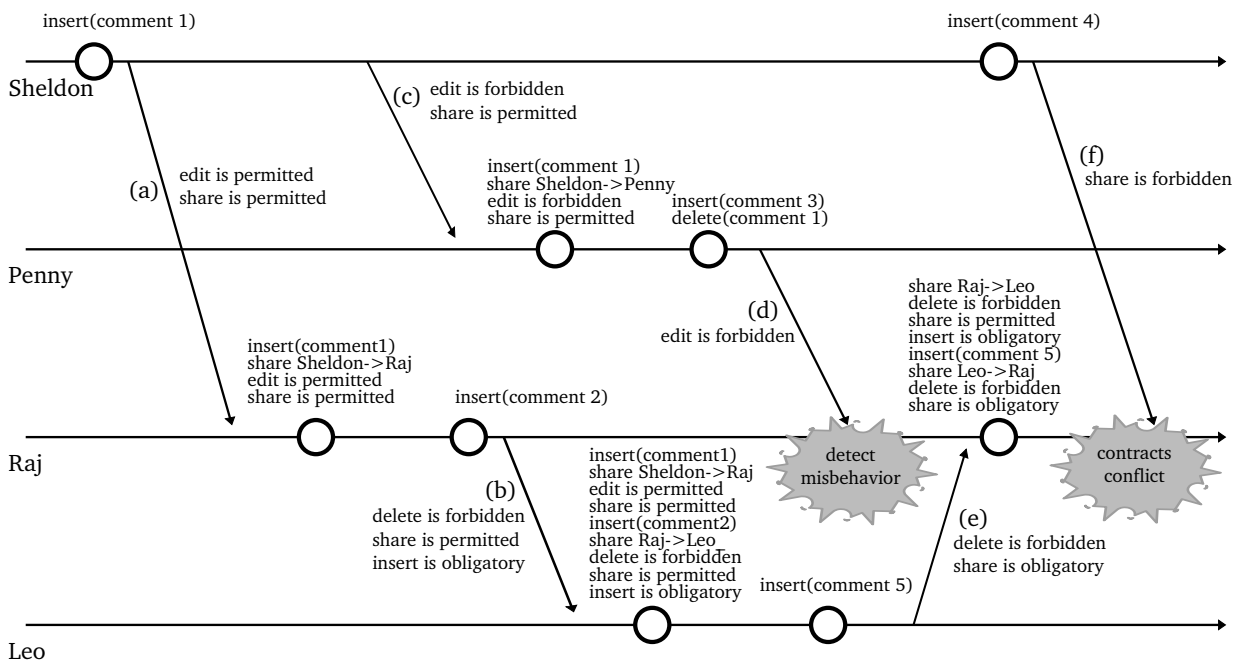 insert(comment 1)
insert(comment 4)
Sheldon
(c)
edit is forbidden
share is permitted
(a)
edit is permitted
share is permitted
(f)
share is forbidden
insert(comment 1)
share Sheldon->Penny
edit is forbidden
share is permitted
insert(comment 3)
delete(comment 1)
Penny
(d)
edit is forbidden
share Raj->Leo
delete is forbidden
share is permitted
insert is obligatory
insert(comment 5)
share Leo->Raj
delete is forbidden
share is obligatory
insert(comment1)
share Sheldon->Raj
edit is permitted
share is permitted
insert(comment 2)
Raj
detect
misbehavior
contracts
conflict
(b)
delete is forbidden
share is permitted
insert is obligatory
insert(comment1)
share Sheldon->Raj
edit is permitted
share is permitted
insert(comment2)
share Raj->Leo_
delete is forbidden
share is permitted
insert is obligatory
insert(comment 5)
(e)
delete is forbidden
share is obligatory
Leo